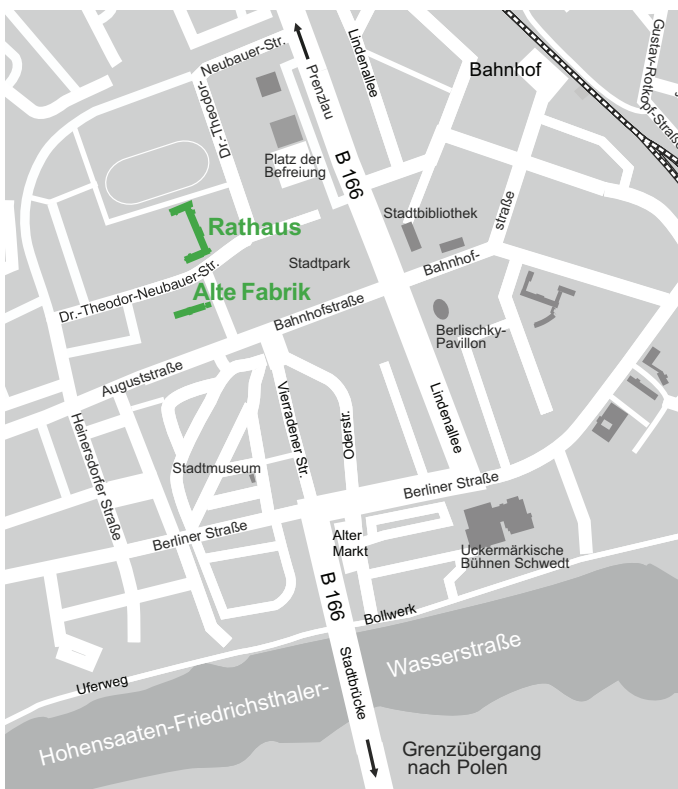 Neubauer-Str.
Dr.-Theodor-
Prenzlau
Lindenallee
Bahnhof
Gustav-Rotkopf-Straße
Platz der
Befreiung
B 166
Stadtbibliothek
straße
Rathaus
Stadtpark
Bahnhof-
Dr.-Theodor-Neubauer-Str.
Alte Fabrik
Bahnhofstraße
Berlischky-
Pavillon
Auguststraße
Vierradener Str.
Oderstr.
Lindenallee
Heinersdorfer Straße
Stadtmuseum
Berliner Straße
Berliner Straße
Alter
Markt
Uckermärkische
Bühnen Schwedt
B 166
Bollwerk
Uferweg
Stadtbrücke
Wasserstraße
Hohensaaten-Friedrichsthaler-
Grenzübergang
nach Polen